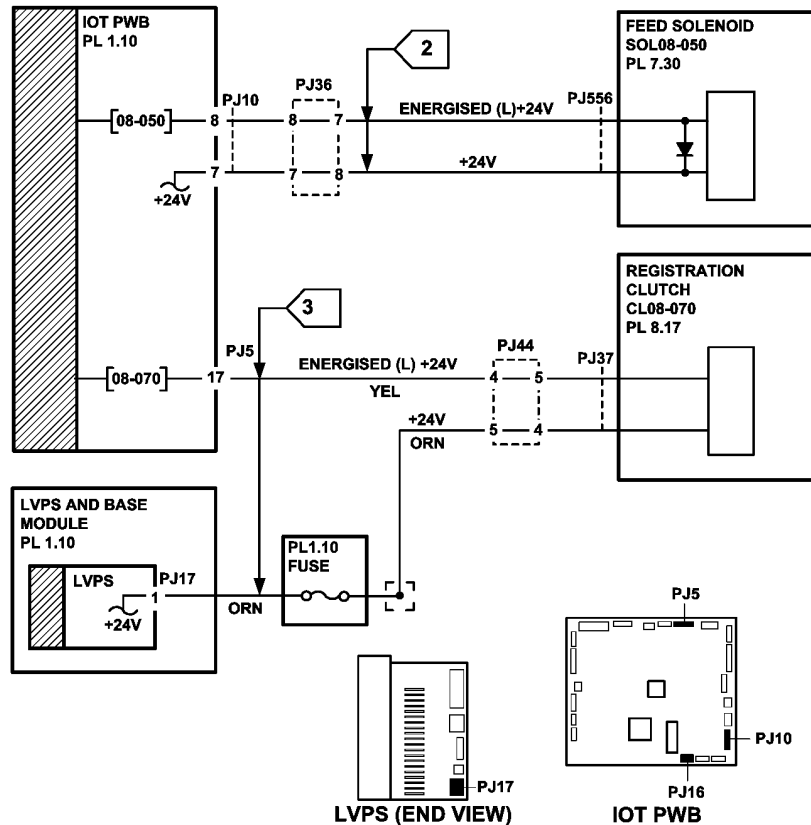 IOT PWB
PL 1.10
FEED SOLENOID
SOL08-050
PL 7.30
2
PJ10
PJ36
ENERGISED (L)+24V
PJ556
[08-050]
8
8
7
+24V
7
7
8
+24V
REGISTRATION
CLUTCH
CL08-070
PL 8.17
3
PJ5
PJ44
PJ37
ENERGISED (L) +24V
[08-070]
17
4
5
YEL
+24V
5
4
ORN
LVPS AND BASE
MODULE
PL 1.10
PL1.10
FUSE
LVPS
PJ17
1
+24V
ORN
PJ5
PJ10
PJ17
PJ16
LVPS (END VIEW)
IOT PWB